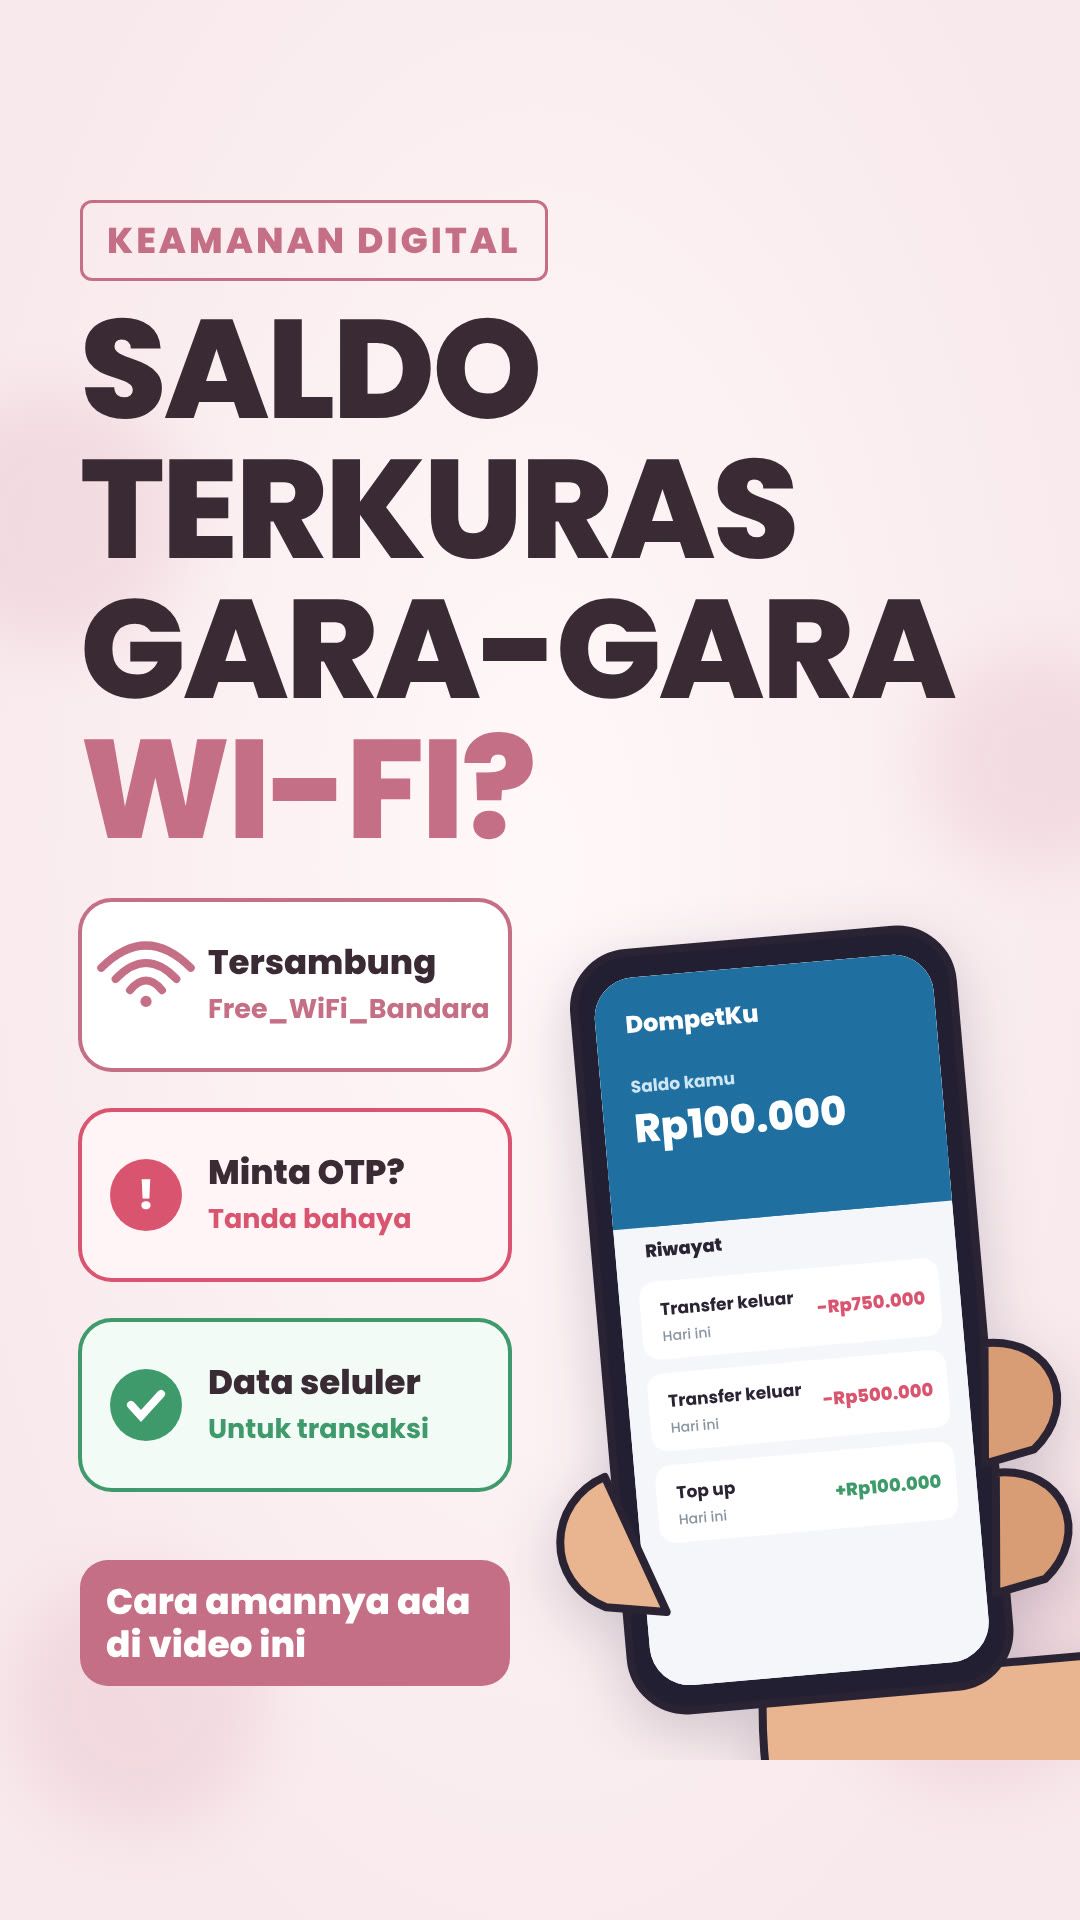 KEAMANAN DIGITAL
SALDO
TERKURAS
GARA-GARA
WI-FI?
Tersambung
Free_WiFi_Bandara
!
Minta OTP?
Tanda bahaya
Data seluler
Untuk transaksi
Cara amannya ada
di video ini
DompetKu
Saldo kamu
Rp100.000
Riwayat
Transfer keluar -Rp750.000
Hari ini
Transfer keluar -Rp500.000
Hari ini
Top up +Rp100.000
Hari ini